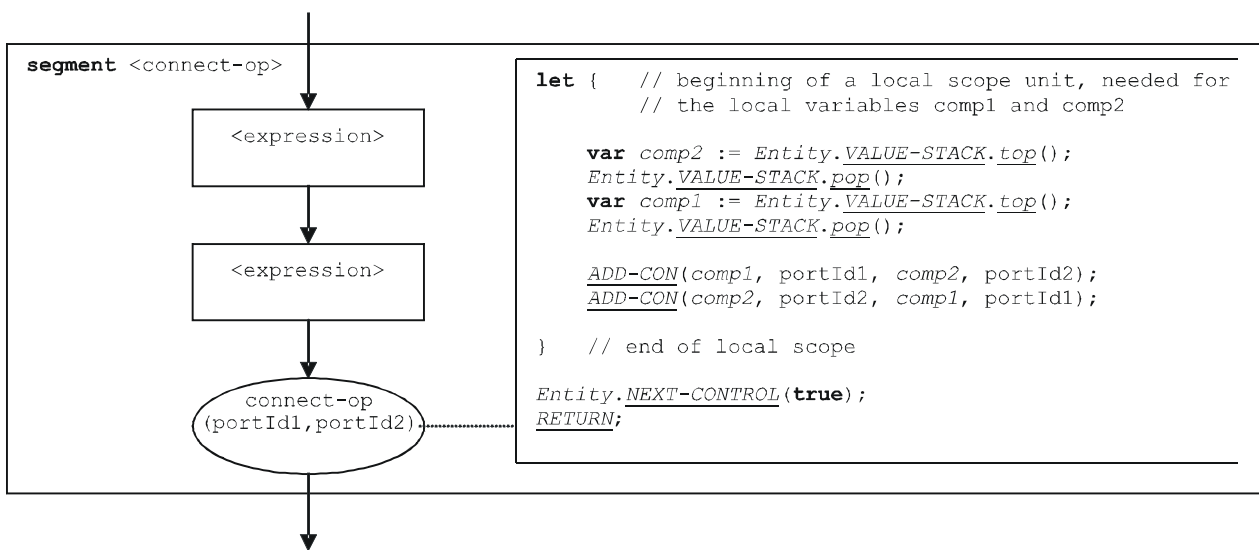 segment <connect-op>
<expression>
<expression>
connect-op
(portId1,portId2)
let {   // beginning of a local scope unit, needed for
// the local variables comp1 and comp2
var comp2 := Entity.VALUE-STACK.top();
Entity.VALUE-STACK.pop();
var comp1 := Entity.VALUE-STACK.top();
Entity.VALUE-STACK.pop();
ADD-CON(comp1, portId1, comp2, portId2);
ADD-CON(comp2, portId2, comp1, portId1);
}   // end of local scope
Entity.NEXT-CONTROL(true);
RETURN;